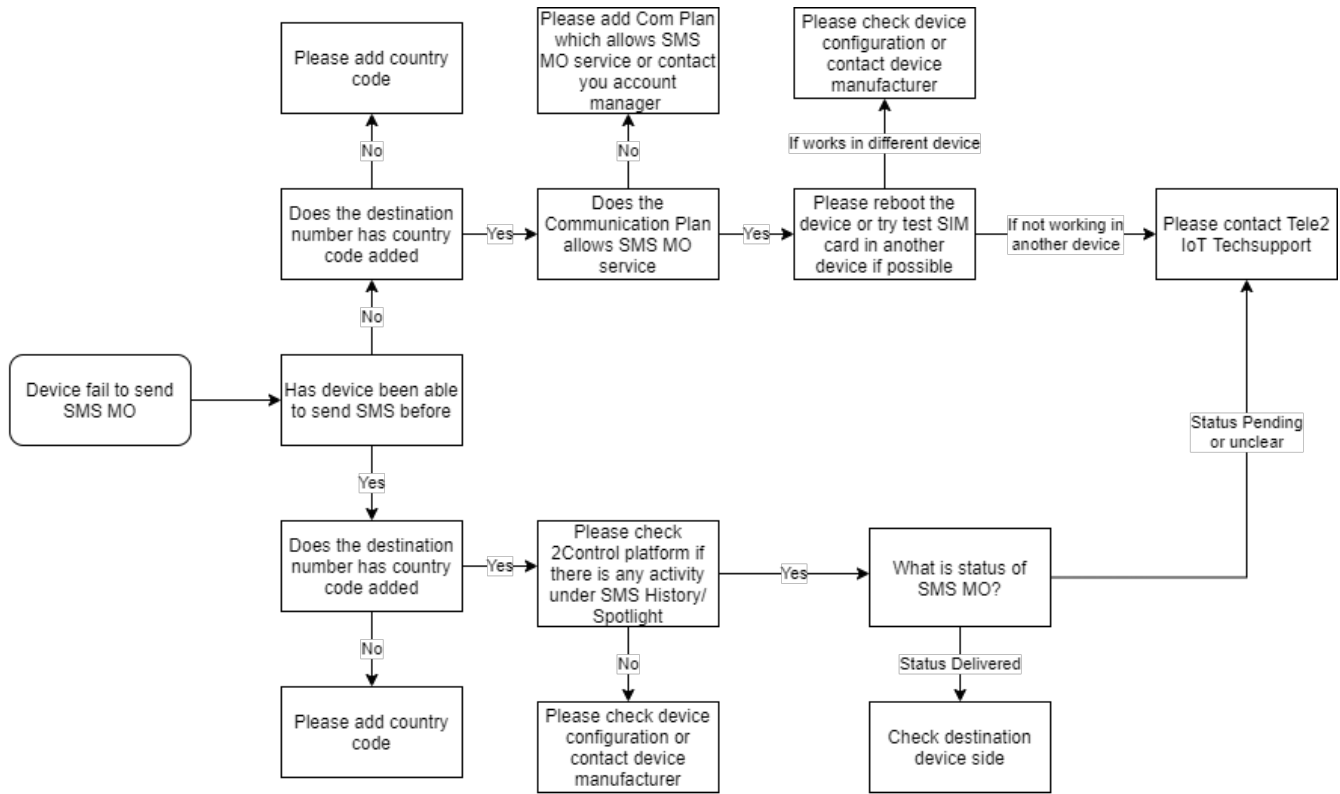 Please add country
code
Please add Com Plan
which allows SMS
MO service or contact
you account
manager
Please check device
configuration or
contact device
manufacturer
No
No
If works in different device
Does the destination
number has country
code added
Yes
Does the
Communication Plan
allows SMS MO
service
Yes
Please reboot the
device or try test SIM
card in another
device if possible
If not working in
another device
Please contact Tele2
IoT Techsupport
No
Device fail to send
SMS MO
Has device been able
to send SMS before
Status Pending
or unclear
Yes
Does the destination
number has country
code added
Yes
Please check
2Control platform if
there is any activity
under SMS History/
Spotlight
Yes
What is status of
SMS MO?
No
No
Status Delivered
Please add country
code
Please check device
configuration or
contact device
manufacturer
Check destination
device side